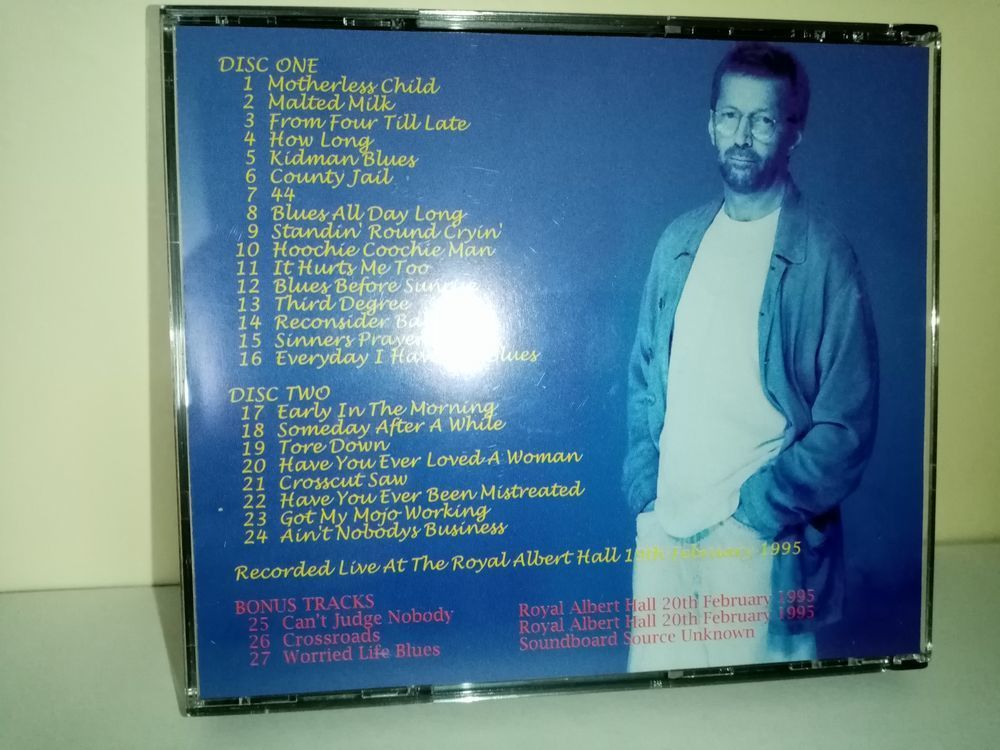 DISC ONE
1 Motherless Child
2 Malted Milk
3 From Four Till Late
4 How Long
5 Kidman Blues
6 County Jail
7 44
8 Blues All Day Long
9 Standin' Round Cryin'
10 Hoochie Coochie Man
11 It Hurts Me Too
12 Blues Before Sunrise
13 Third Degree
14 Reconsider
15 Sinners Prayer
16 Everyday I Blues
DISC TWO
17 Early In The Morning
18 Someday After A While
19 Tore Down
20 Have You Ever Loved A Woman
21 Crosscut Saw
22 Have You Ever Been Mistreated
23 Got My Mojo Working
24 Ain't Nobodys Business
Recorded Live At The Royal Albert Hall February 1995
BONUS TRACKS
25 Can't Judge Nobody Royal Albert Hall 20th February 1995
26 Crossroads Royal Albert Hall 20th February 1995
27 Worried Life Blues Soundboard Source Unknown